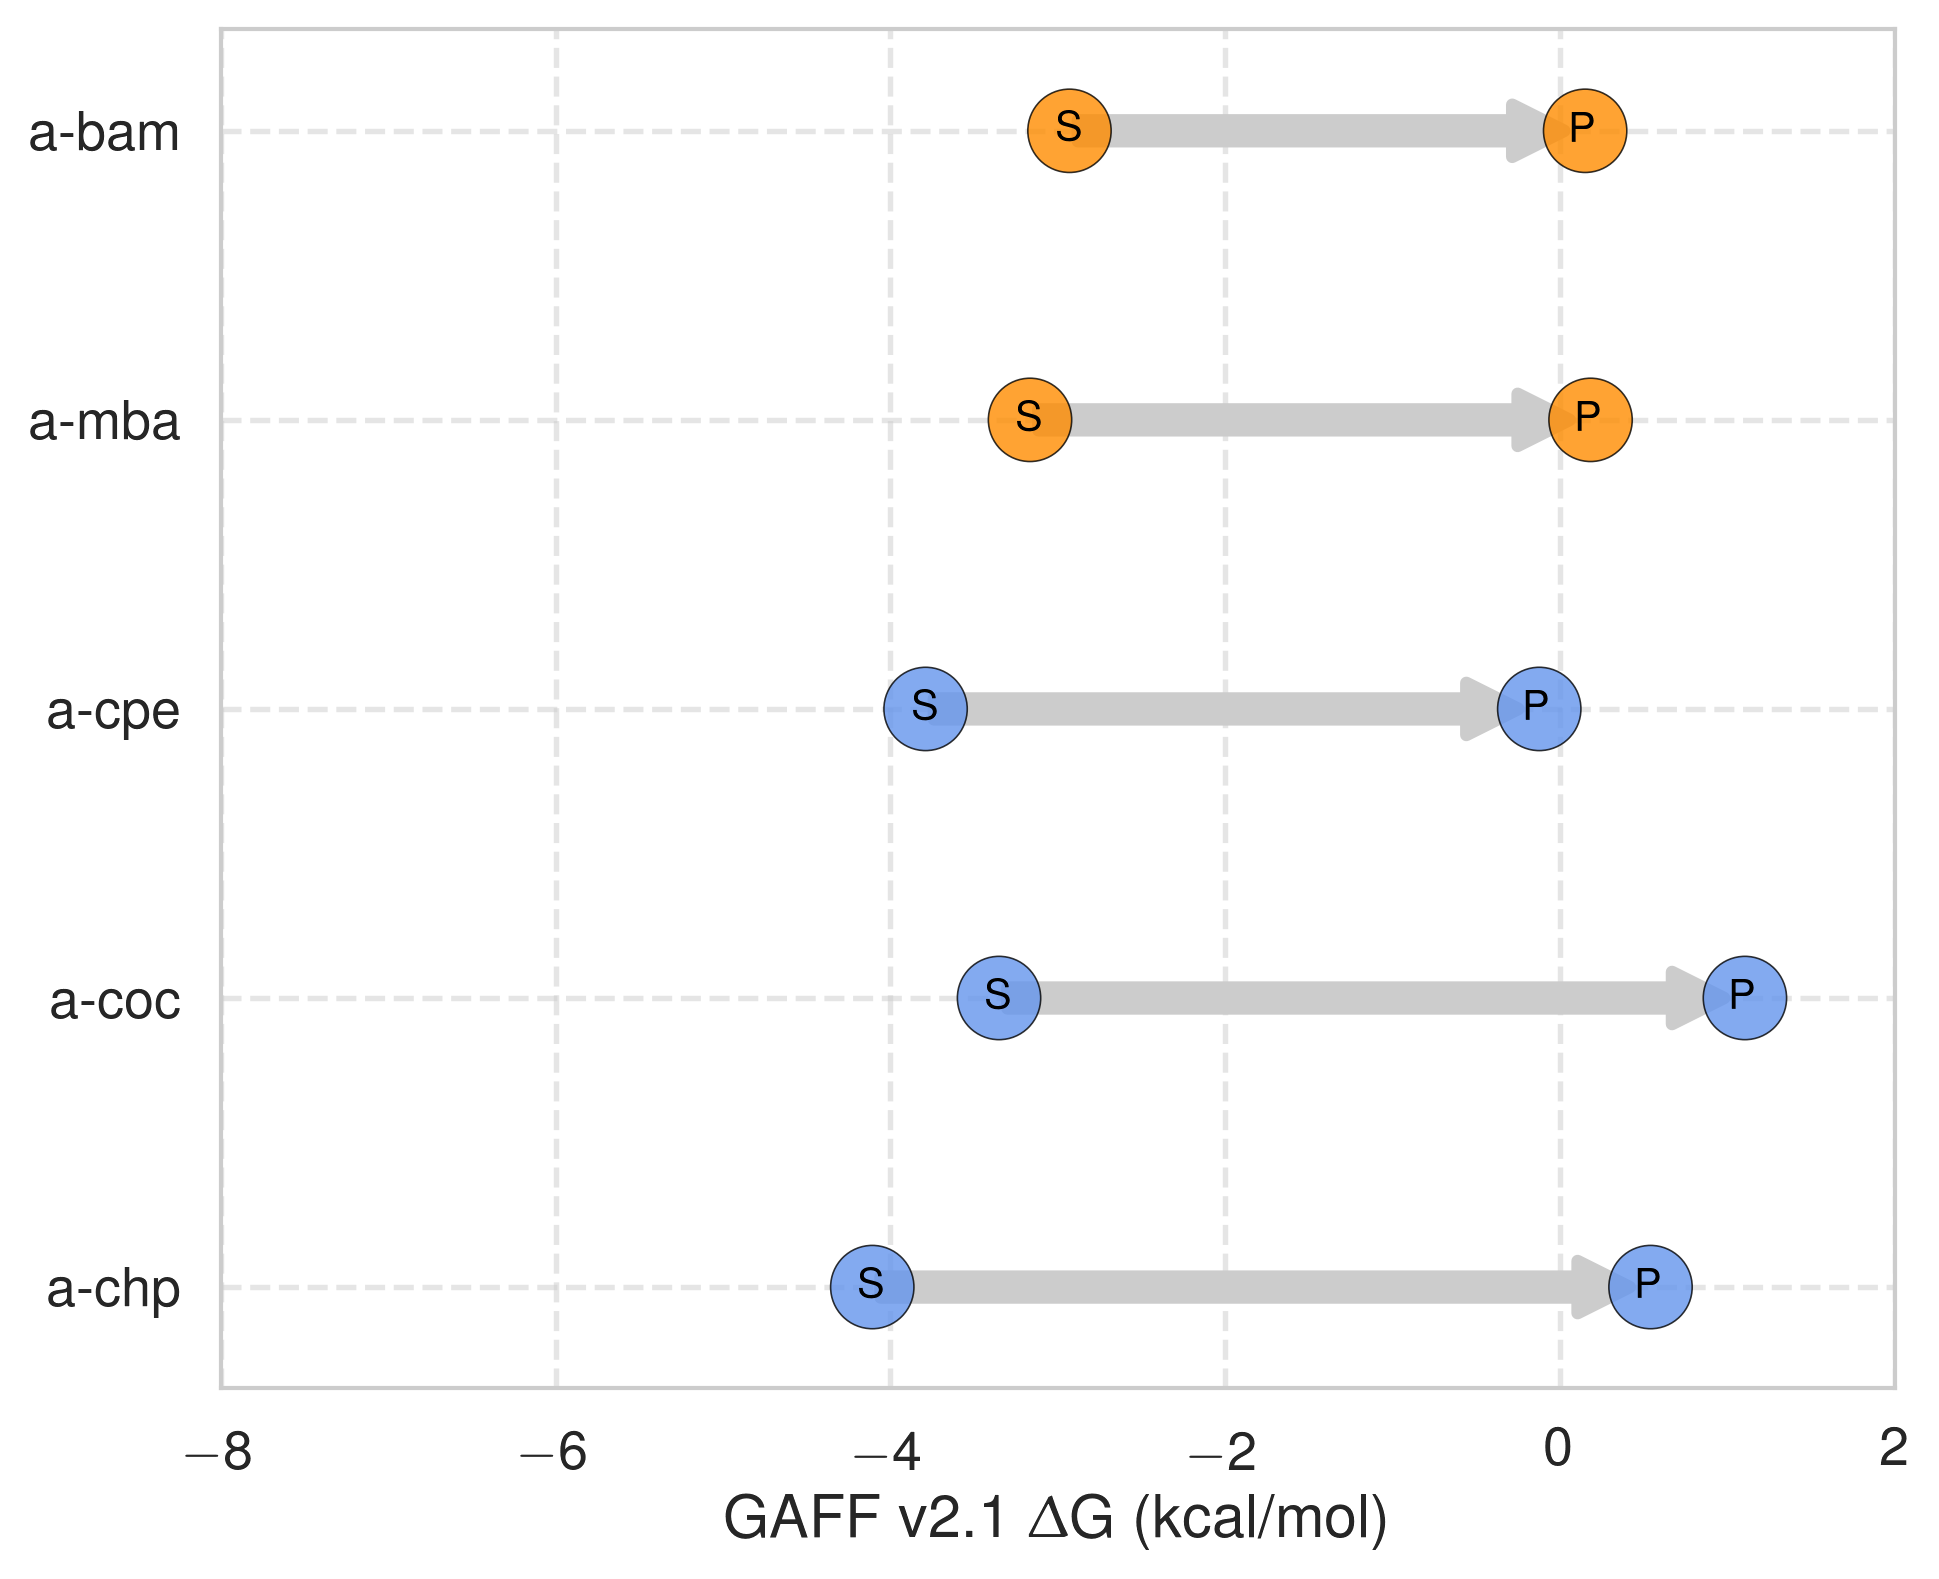 a-bam S P
a-mba S P
a-cpe S P
a-coc S P
a-chp S P
−8 −6 −4 −2 0 2
GAFF v2.1 ΔG (kcal/mol)